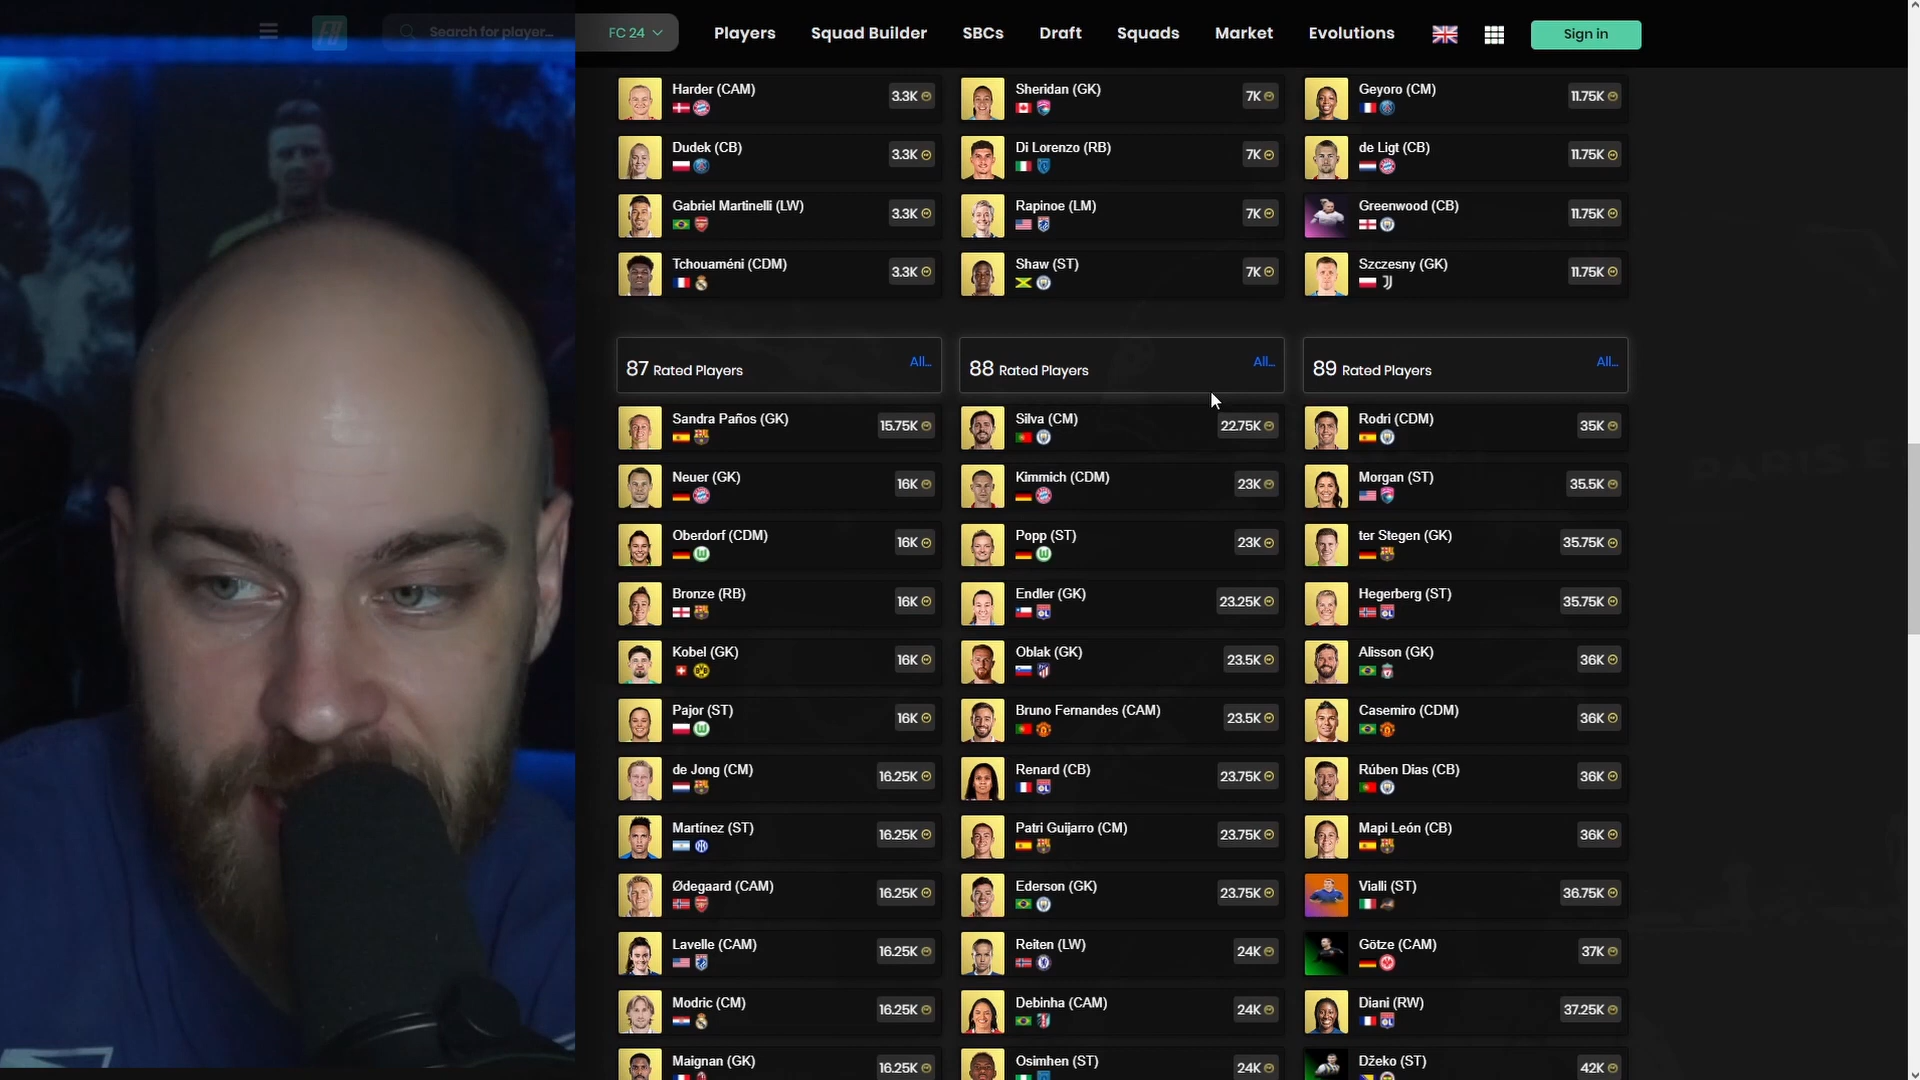 Search for player...
FC 24
Players
Squad Builder
SBCs
Draft
Squads
Market
Evolutions
Sign in
Harder (CAM) 3.3K
Dudek (CB) 3.3K
Gabriel Martinelli (LW) 3.3K
Tchouaméni (CDM) 3.3K
Sheridan (GK) 7K
Di Lorenzo (RB) 7K
Rapinoe (LM) 7K
Shaw (ST) 7K
Geyoro (CM) 11.75K
de Ligt (CB) 11.75K
Greenwood (CB) 11.75K
Szczesny (GK) 11.75K
87 Rated Players All...
Sandra Paños (GK) 15.75K
Neuer (GK) 16K
Oberdorf (CDM) 16K
Bronze (RB) 16K
Kobel (GK) 16K
Pajor (ST) 16K
de Jong (CM) 16.25K
Martínez (ST) 16.25K
Ødegaard (CAM) 16.25K
Lavelle (CAM) 16.25K
Modric (CM) 16.25K
Maignan (GK) 16.25K
88 Rated Players All...
Silva (CM) 22.75K
Kimmich (CDM) 23K
Popp (ST) 23K
Endler (GK) 23.25K
Oblak (GK) 23.5K
Bruno Fernandes (CAM) 23.5K
Renard (CB) 23.75K
Patri Guijarro (CM) 23.75K
Ederson (GK) 23.75K
Reiten (LW) 24K
Debinha (CAM) 24K
Osimhen (ST) 24K
89 Rated Players All...
Rodri (CDM) 35K
Morgan (ST) 35.5K
ter Stegen (GK) 35.75K
Hegerberg (ST) 35.75K
Alisson (GK) 36K
Casemiro (CDM) 36K
Rúben Dias (CB) 36K
Mapi León (CB) 36K
Vialli (ST) 36.75K
Götze (CAM) 37K
Diani (RW) 37.25K
Džeko (ST) 42K